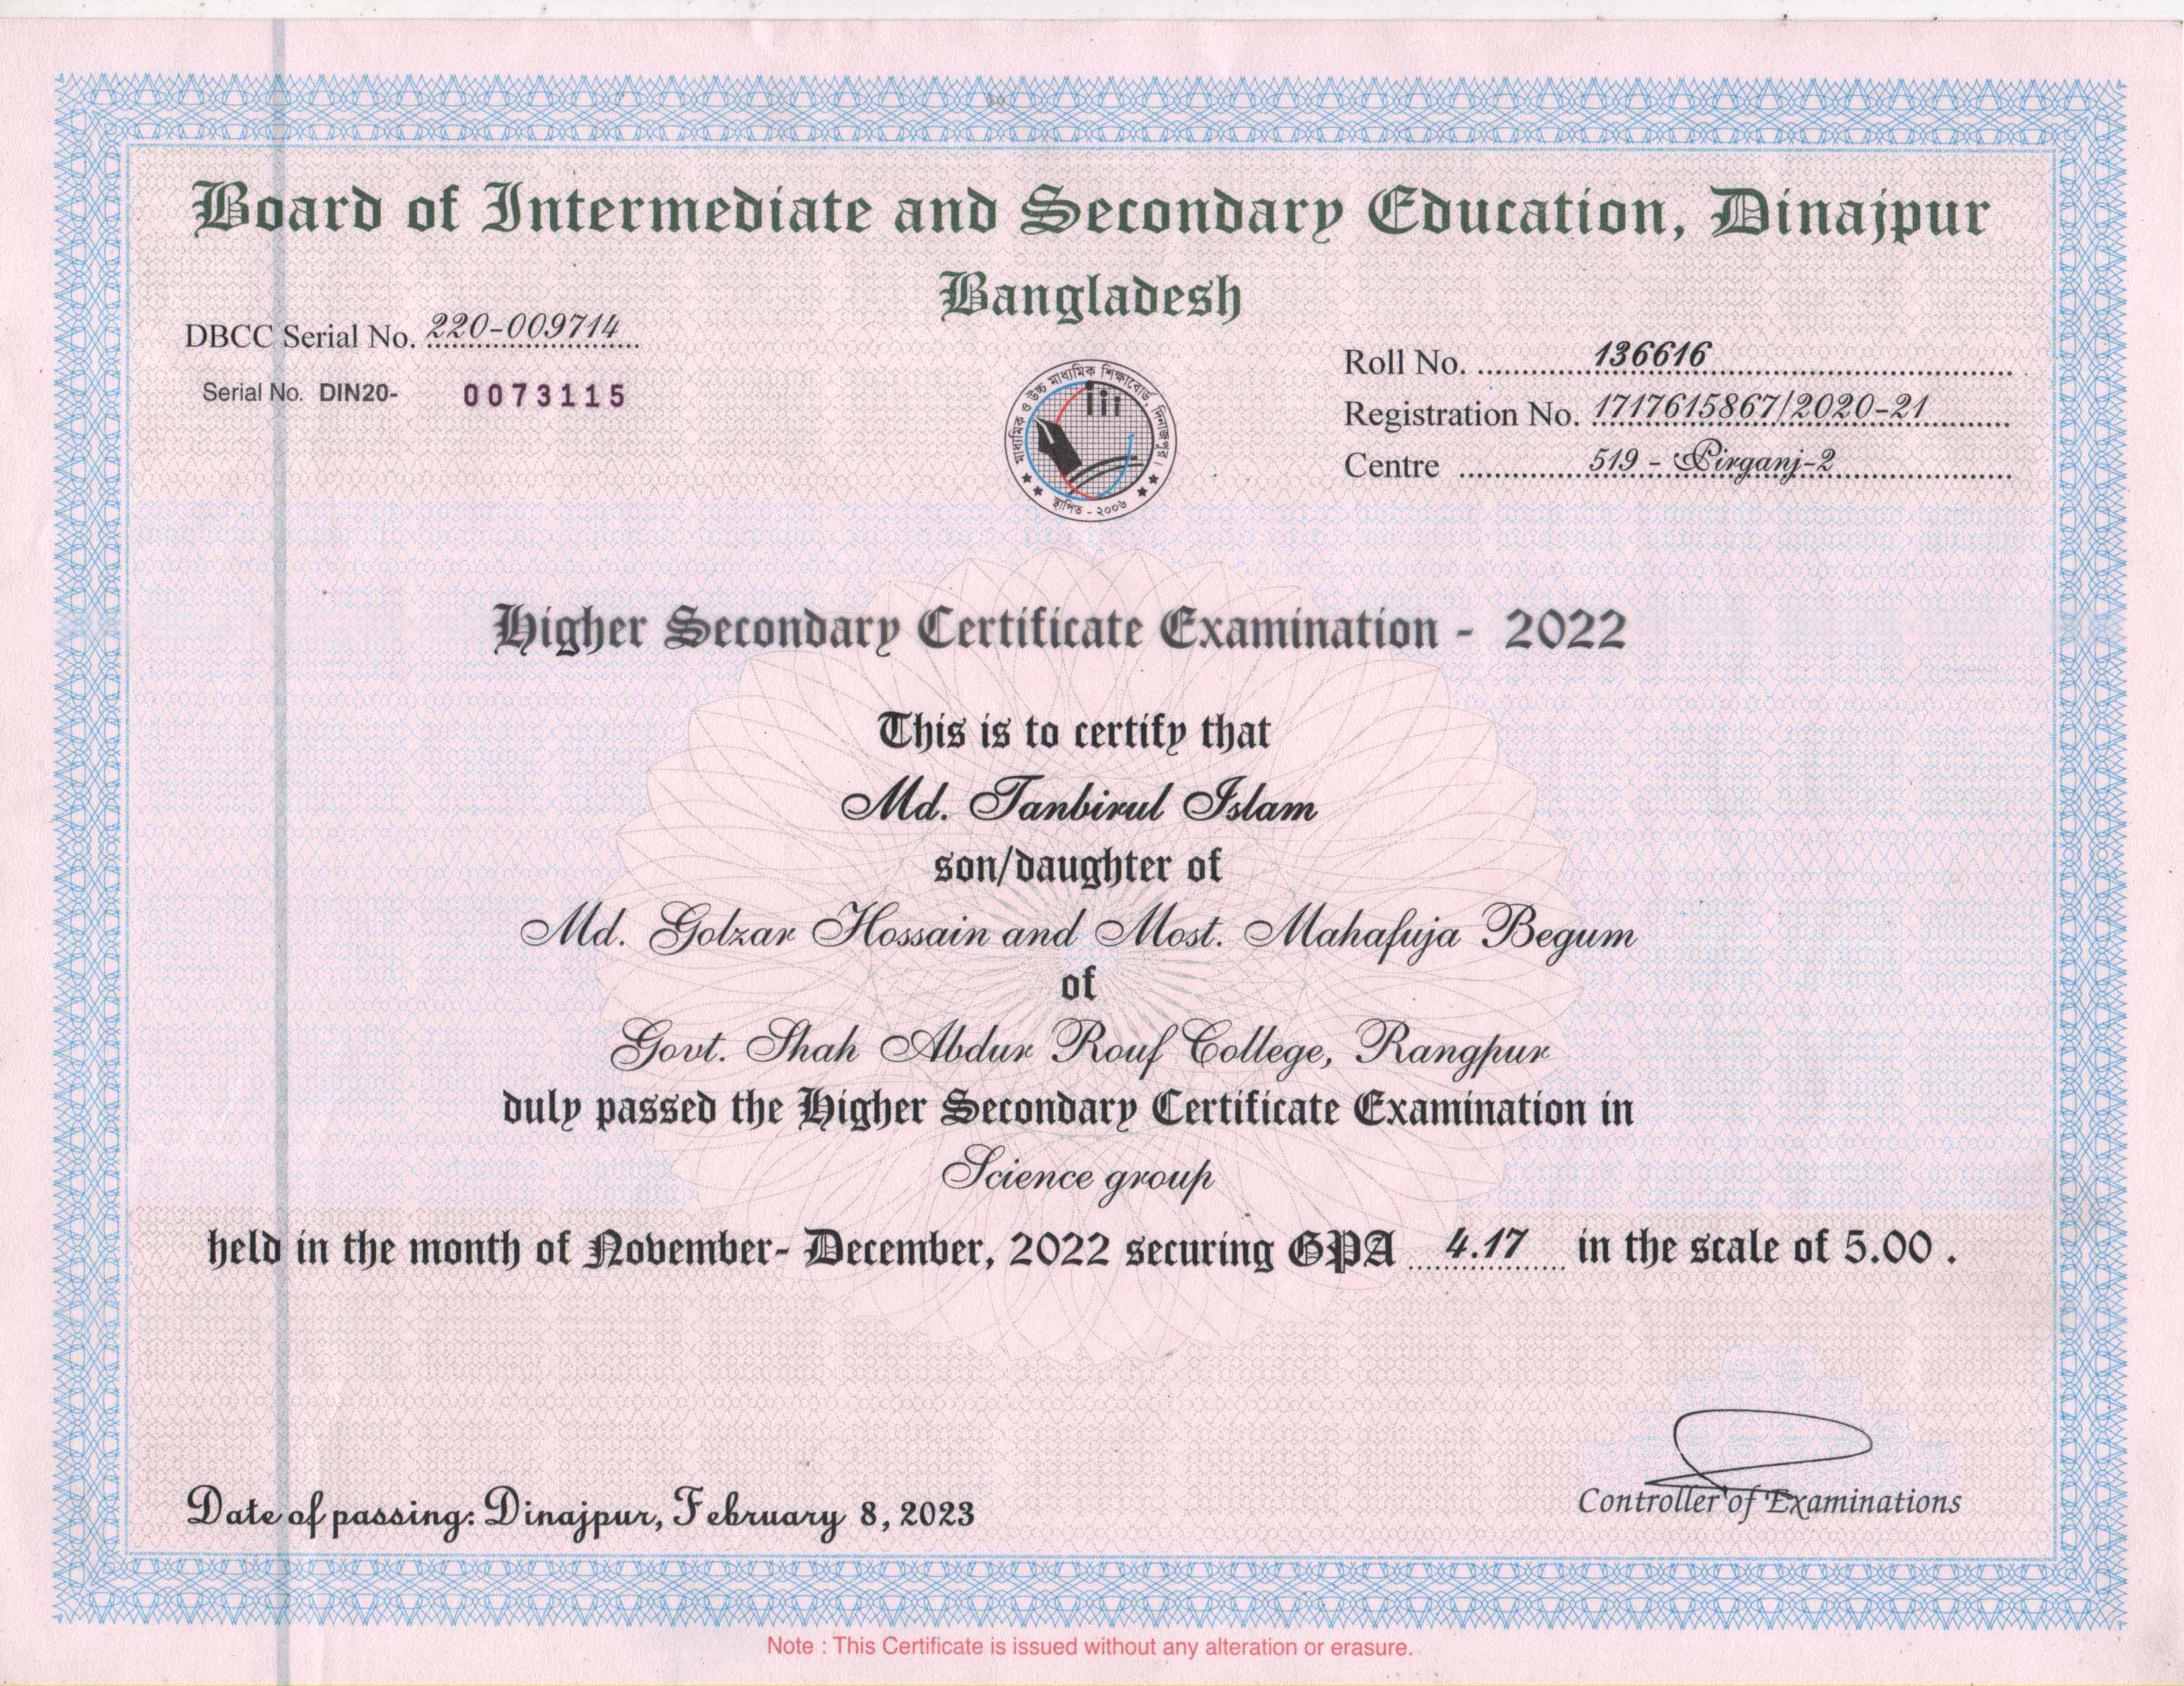 Board of Intermediate and Secondary Education, Dinajpur
Bangladesh
DBCC Serial No. 220-009714
Serial No. DIN20- 0073115
মাধ্যমিক ও উচ্চ মাধ্যমিক শিক্ষাবোর্ড, দিনাজপুর।
স্থাপিত - ২০০৬
Roll No. 136616
Registration No. 1717615867/2020-21
Centre 519 - Pirganj-2
Higher Secondary Certificate Examination - 2022
This is to certify that
Md. Tanbirul Islam
son/daughter of
Md. Golzar Hossain and Most. Mahafuja Begum
of
Govt. Shah Abdur Rouf College, Rangpur
duly passed the Higher Secondary Certificate Examination in
Science group
held in the month of November- December, 2022 securing GPA 4.17 in the scale of 5.00 .
Date of passing: Dinajpur, February 8, 2023
Controller of Examinations
Note : This Certificate is issued without any alteration or erasure.